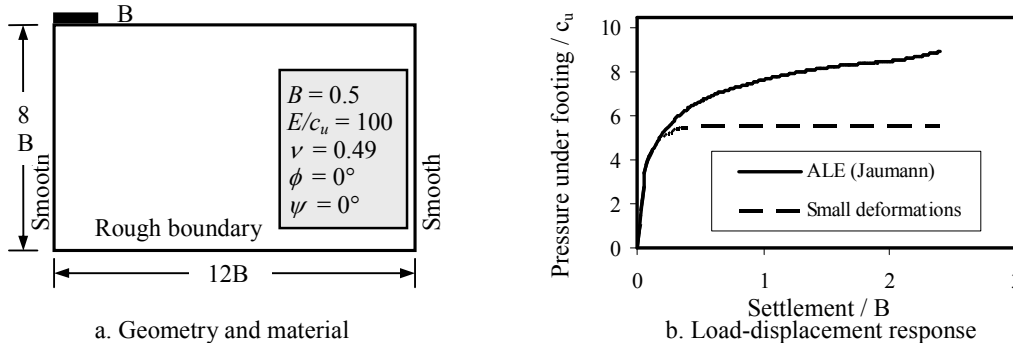 B
8
B
Smooth
B = 0.5
E/c_u = 100
ν = 0.49
ϕ = 0°
ψ = 0°
Smooth
Rough boundary
12B
a. Geometry and material
Pressure under footing / c_u
10
8
6
4
2
0
ALE (Jaumann)
Small deformations
0
1
2
3
Settlement / B
b. Load-displacement response